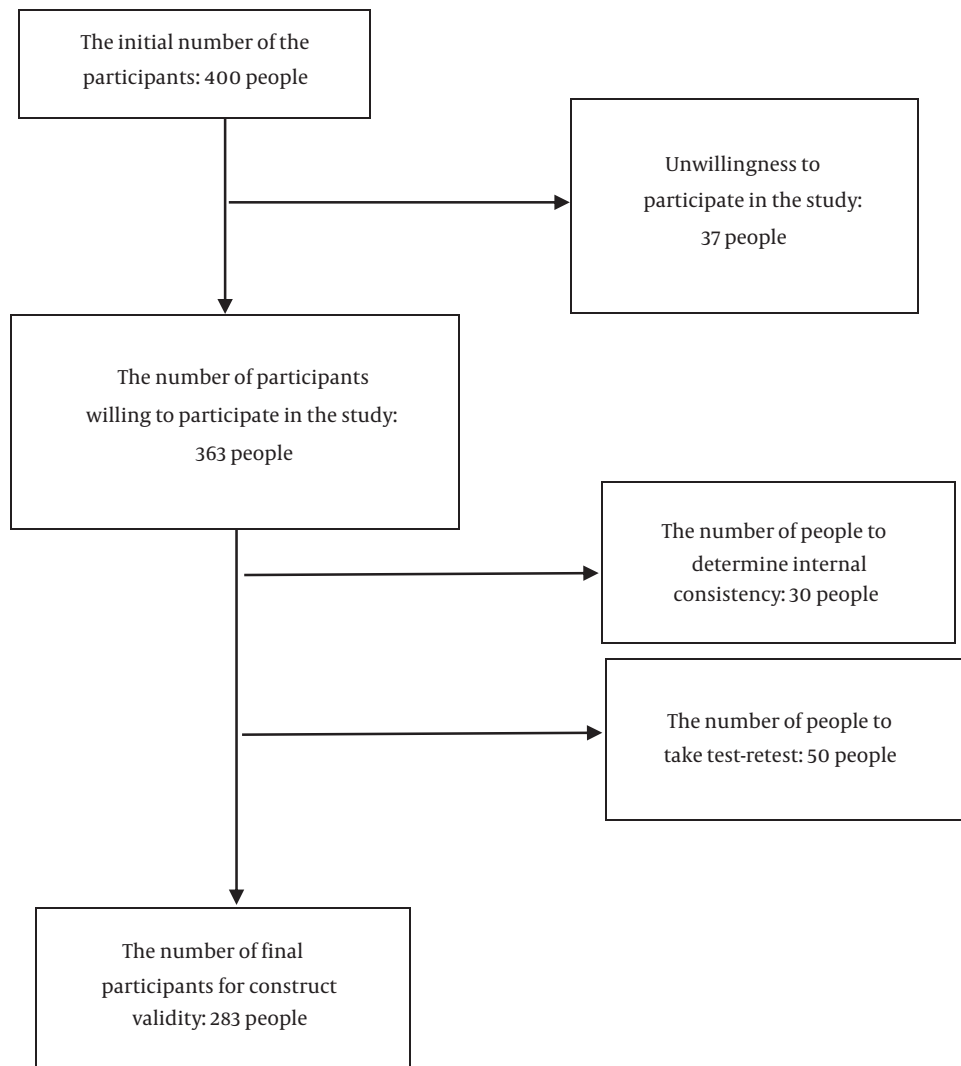 The initial number of the
participants: 400 people
Unwillingness to
participate in the study:
37 people
The number of participants
willing to participate in the study:
363 people
The number of people to
determine internal
consistency: 30 people
The number of people to
take test-retest: 50 people
The number of final
participants for construct
validity: 283 people